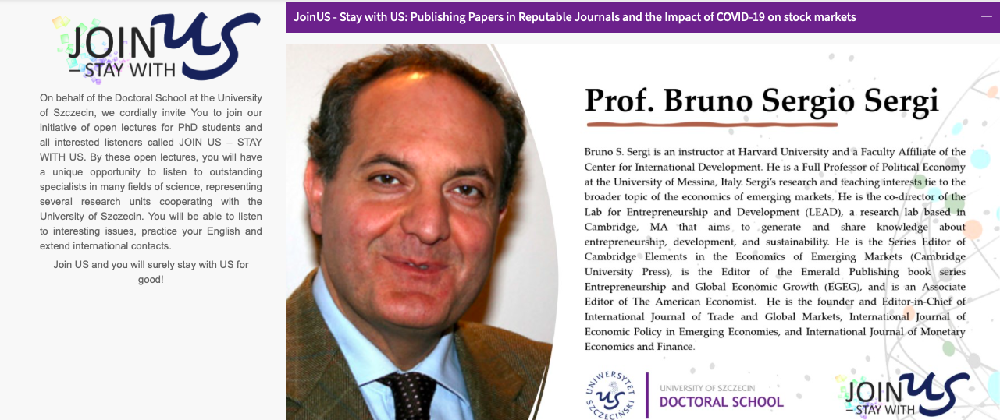 JOIN US
– STAY WITH
On behalf of the Doctoral School at the University
of Szczecin, we cordially invite You to join our
initiative of open lectures for PhD students and
all interested listeners called JOIN US – STAY
WITH US. By these open lectures, you will have
a unique opportunity to listen to outstanding
specialists in many fields of science, representing
several research units cooperating with the
University of Szczecin. You will be able to listen
to interesting issues, practice your English and
extend international contacts.
Join US and you will surely stay with US for
good!
JoinUS - Stay with US: Publishing Papers in Reputable Journals and the Impact of COVID-19 on stock markets
Prof. Bruno Sergio Sergi
Bruno S. Sergi is an instructor at Harvard University and a Faculty Affiliate of the
Center for International Development. He is a Full Professor of Political Economy
at the University of Messina, Italy. Sergi's research and teaching interests tie to the
broader topic of the economics of emerging markets. He is the co-director of the
Lab for Entrepreneurship and Development (LEAD), a research lab based in
Cambridge, MA that aims to generate and share knowledge about
entrepreneurship, development, and sustainability. He is the Series Editor of
Cambridge Elements in the Economics of Emerging Markets (Cambridge
University Press), is the Editor of the Emerald Publishing book series
Entrepreneurship and Global Economic Growth (EGEG), and is an Associate
Editor of The American Economist. He is the founder and Editor-in-Chief of
International Journal of Trade and Global Markets, International Journal of
Economic Policy in Emerging Economies, and International Journal of Monetary
Economics and Finance.
UNIWERSYTET SZCZECIŃSKI
US
UNIVERSITY OF SZCZECIN
DOCTORAL SCHOOL
JOIN US
– STAY WITH